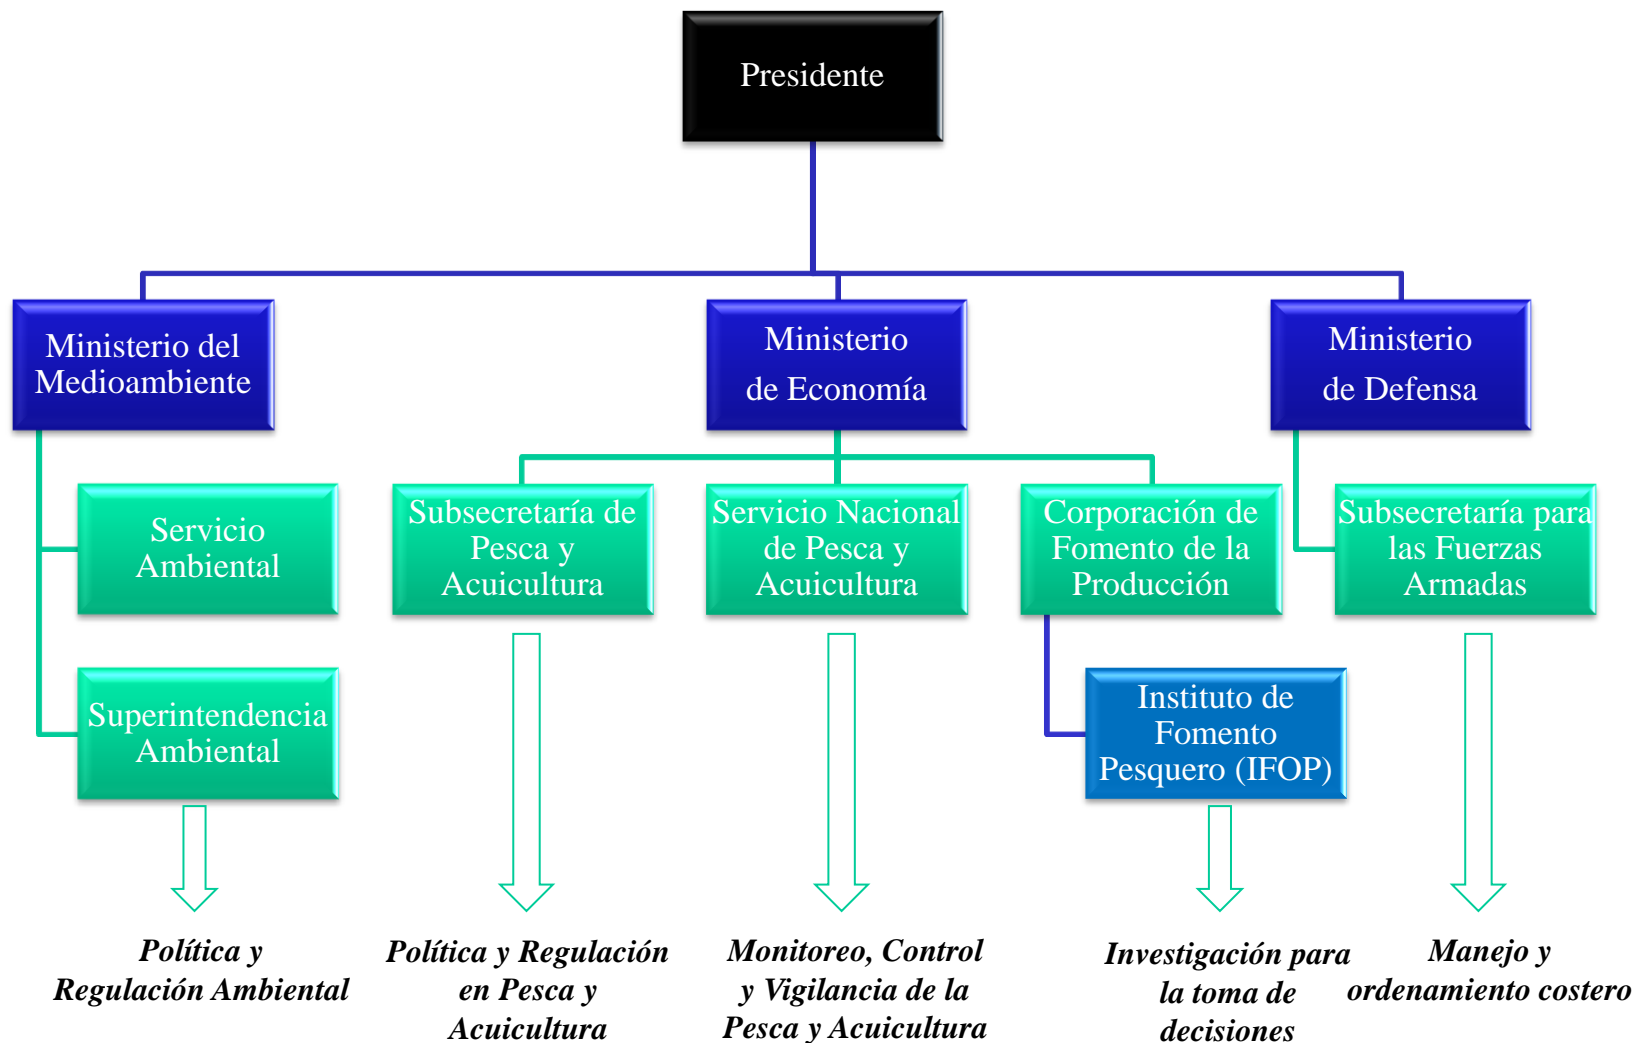 Presidente
Ministerio del
Medioambiente
Ministerio
de Economía
Ministerio
de Defensa
Servicio
Ambiental
Superintendencia
Ambiental
Subsecretaría de
Pesca y
Acuicultura
Servicio Nacional
de Pesca y
Acuicultura
Corporación de
Fomento de la
Producción
Instituto de
Fomento
Pesquero (IFOP)
Subsecretaría para
las Fuerzas
Armadas
Política y
Regulación Ambiental
Política y Regulación
en Pesca y
Acuicultura
Monitoreo, Control
y Vigilancia de la
Pesca y Acuicultura
Investigación para
la toma de
decisiones
Manejo y
ordenamiento costero